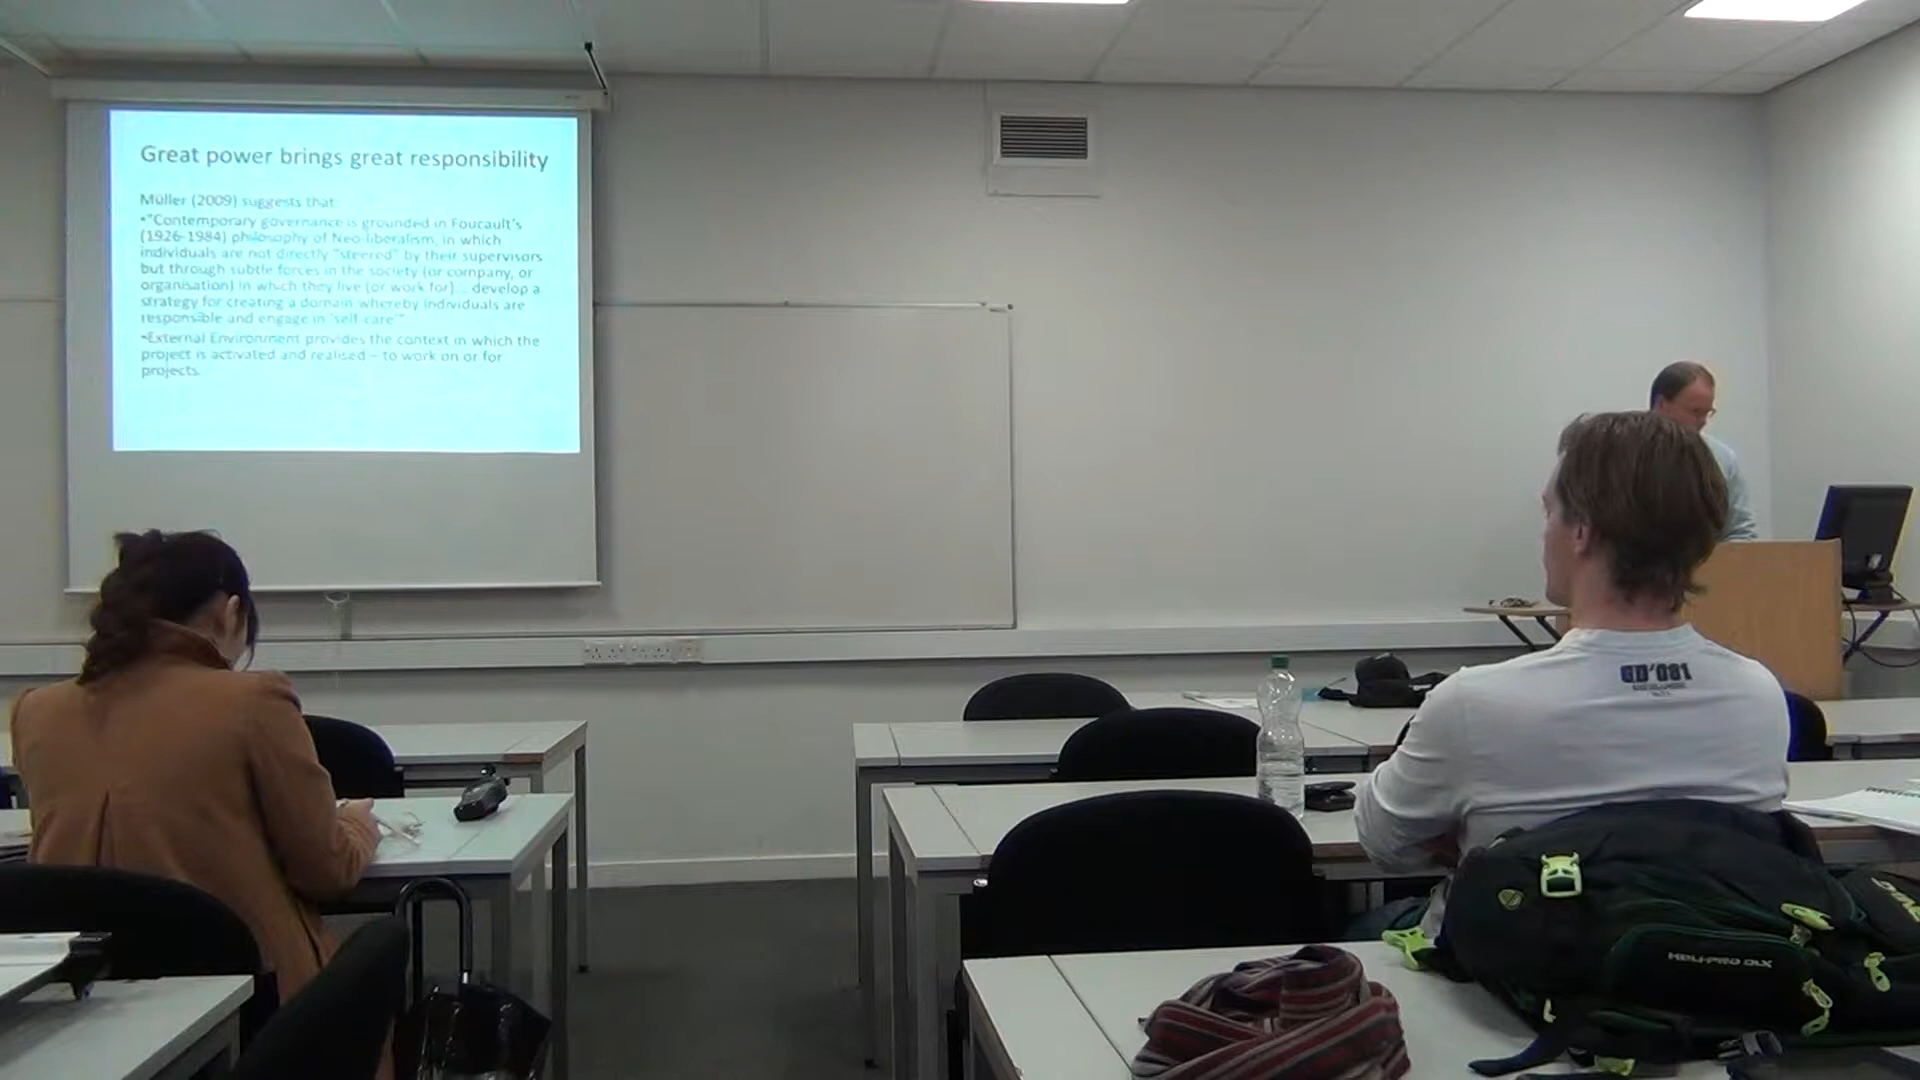 Great power brings great responsibility
Müller (2009) suggests that:
•"Contemporary governance is grounded in Foucault's
(1926-1984) philosophy of Neo-liberalism, in which
individuals are not directly "steered" by their supervisors
but through subtle forces in the society (or company, or
organisation) in which they live (or work for)... develop a
strategy for creating a domain whereby individuals are
responsible and engage in 'self-care'"
•External Environment provides the context in which the
project is activated and realised – to work on or for
projects.